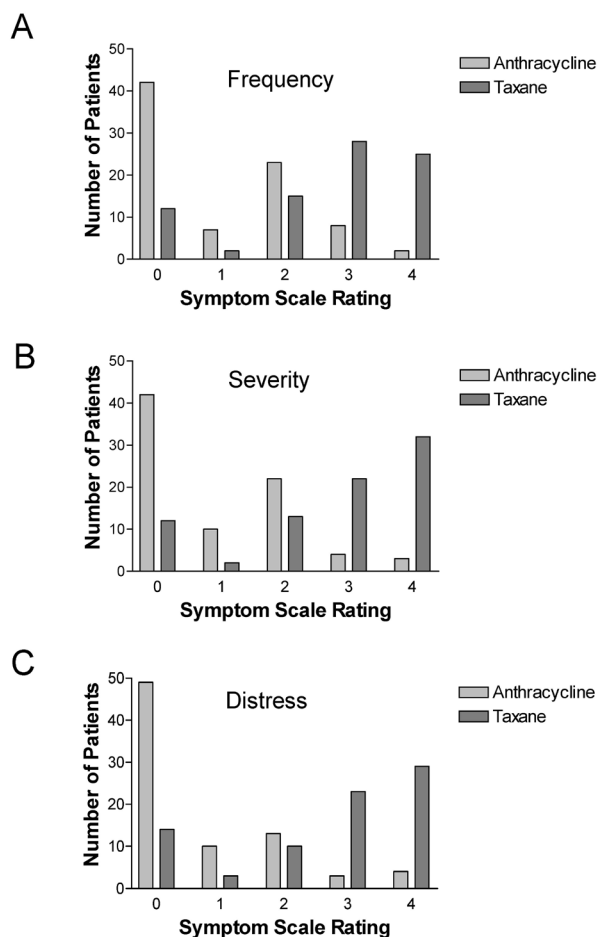 A
Frequency
Anthracycline
Taxane
Number of Patients
50
40
30
20
10
0
0 1 2 3 4
Symptom Scale Rating
B
Severity
Anthracycline
Taxane
Number of Patients
50
40
30
20
10
0
0 1 2 3 4
Symptom Scale Rating
C
Distress
Anthracycline
Taxane
Number of Patients
50
40
30
20
10
0
0 1 2 3 4
Symptom Scale Rating